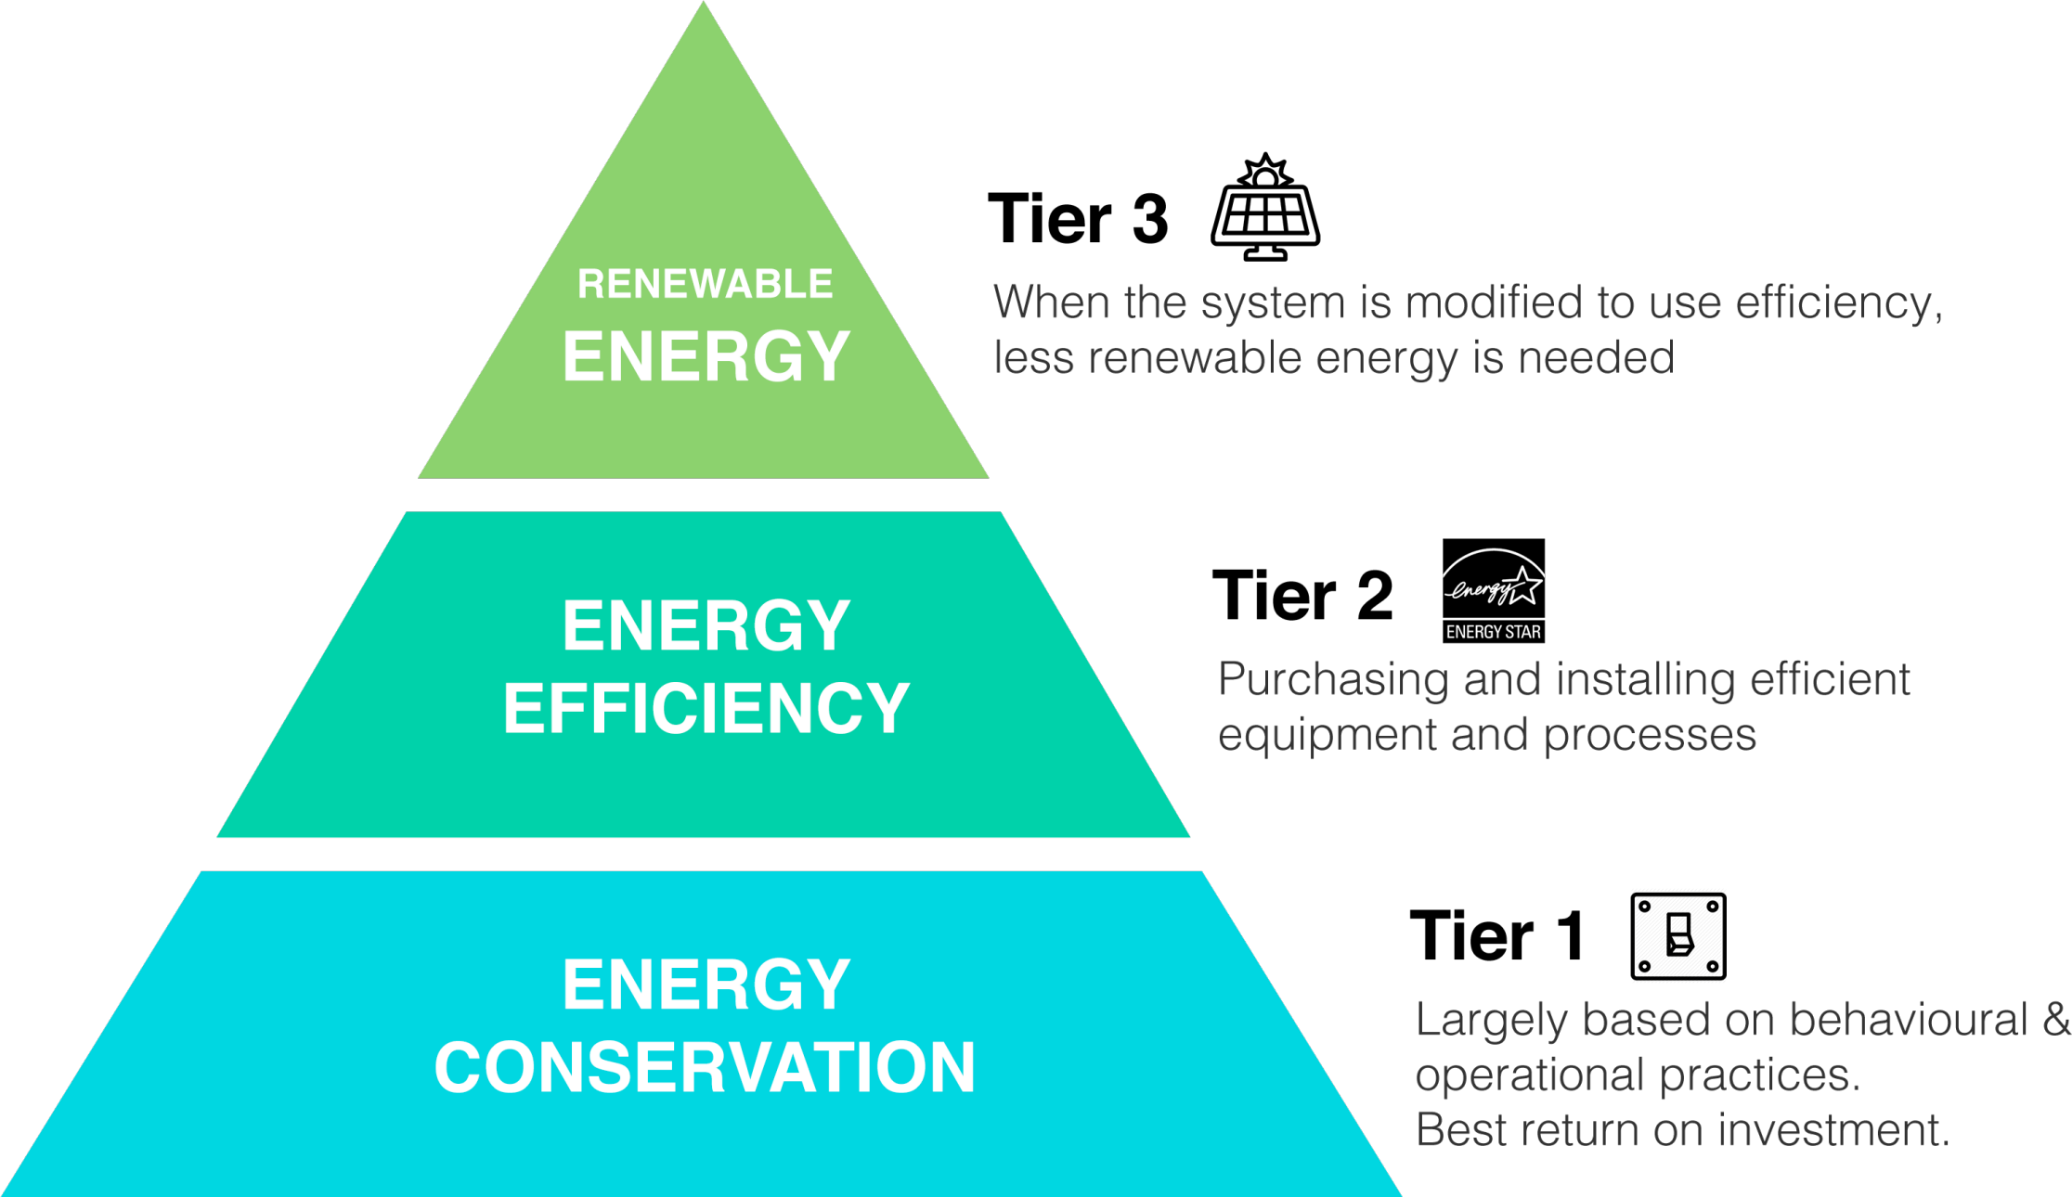 RENEWABLE
ENERGY
Tier 3
When the system is modified to use efficiency,
less renewable energy is needed
ENERGY
EFFICIENCY
Tier 2
energy
ENERGY STAR
Purchasing and installing efficient
equipment and processes
ENERGY
CONSERVATION
Tier 1
Largely based on behavioural &
operational practices.
Best return on investment.